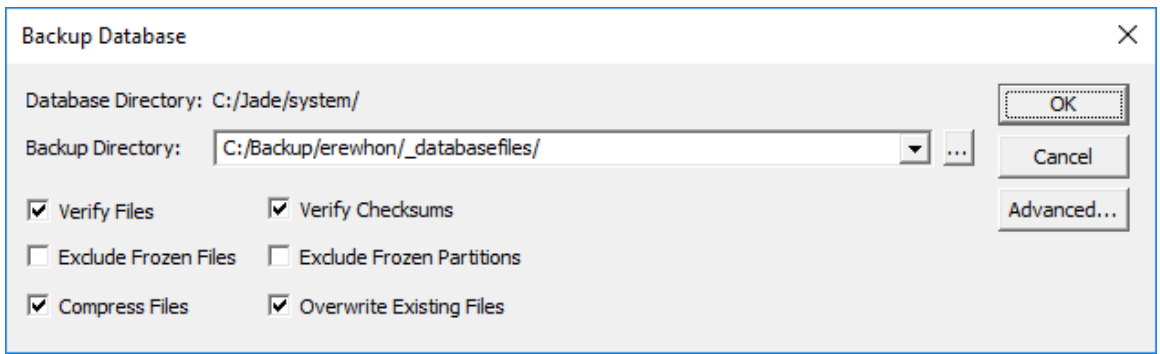 Backup Database
Database Directory: C:/Jade/system/
OK
Backup Directory: C:/Backup/erewhon/_databasefiles/ ...
Cancel
Verify Files Verify Checksums
Advanced...
Exclude Frozen Files Exclude Frozen Partitions
Compress Files Overwrite Existing Files